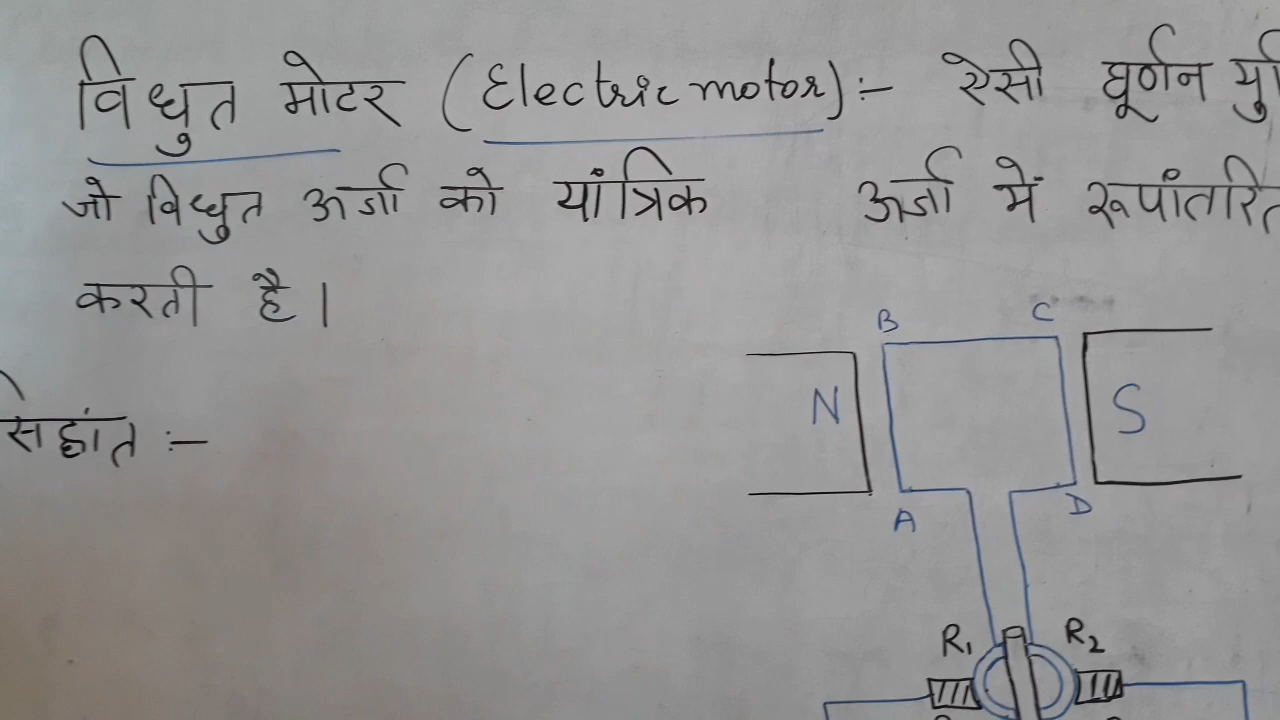 विधुत मोटर (Electric motor):- ऐसी घूर्णन
जो विधुत ऊर्जा को यांत्रिक ऊर्जा में रूपांतरित
करती है।
B C
N S
सिद्धांत :-
A D
R₁ R₂